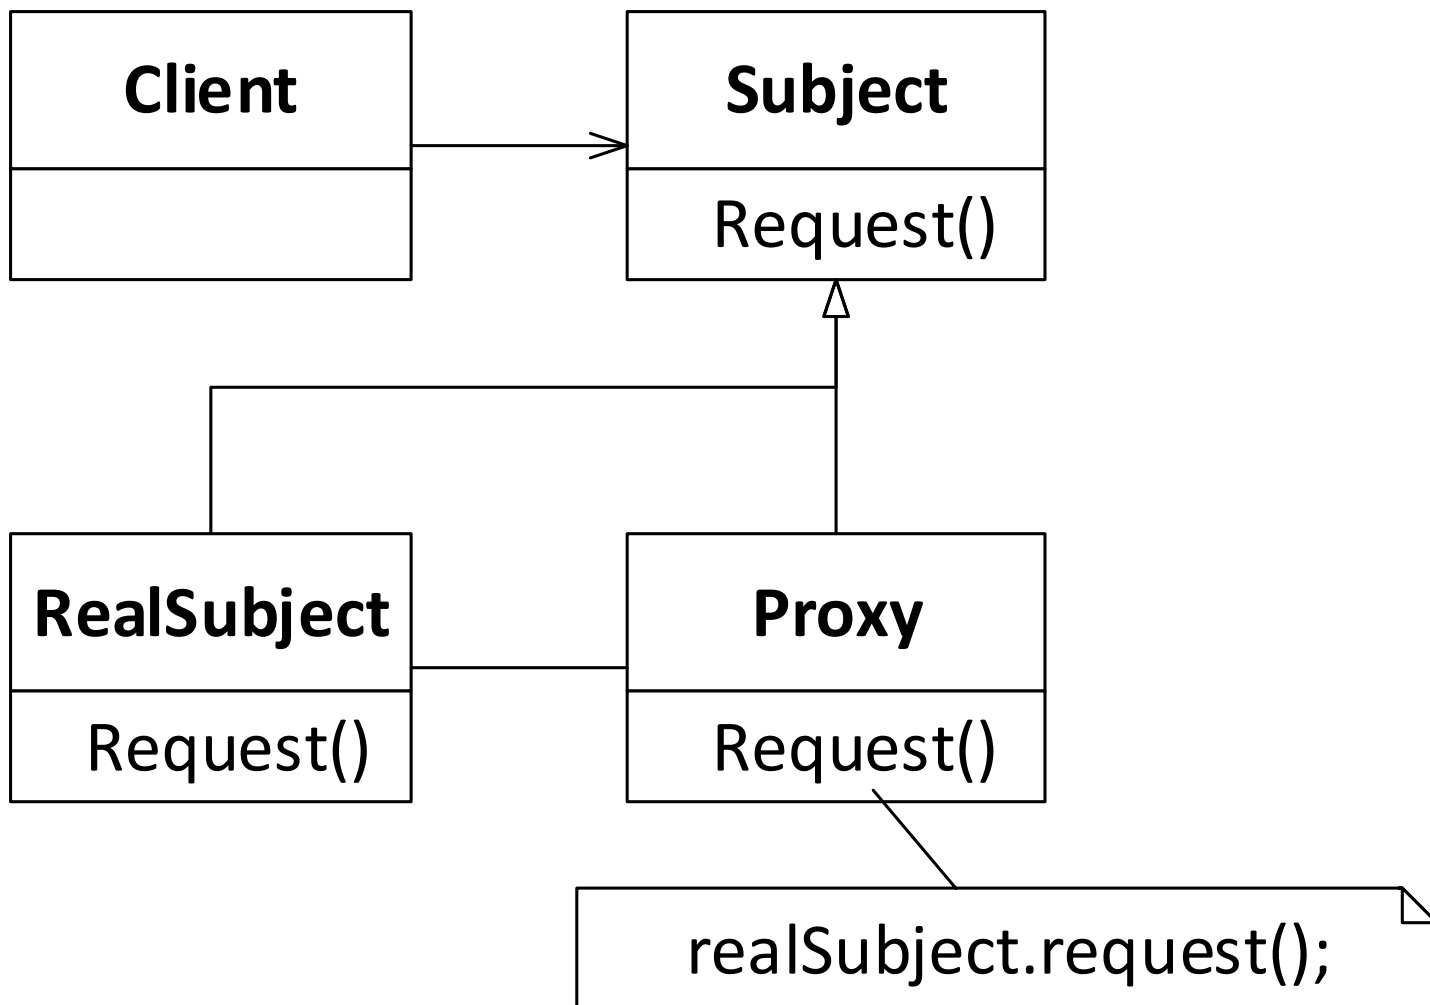 Client
Subject
Request()
RealSubject
Proxy
Request()
Request()
realSubject.request();